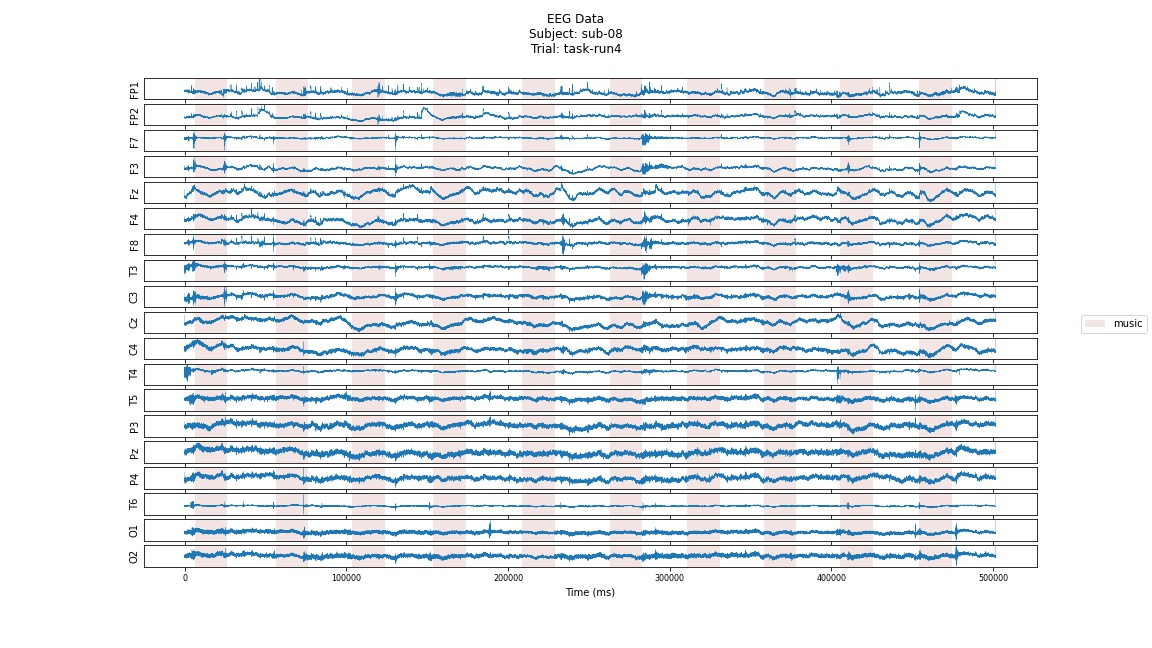 EEG Data
Subject: sub-08
Trial: task-run4
FP1
FP2
F7
F3
Fz
F4
F8
T3
C3
Cz
C4
T4
T5
P3
Pz
P4
T6
O1
O2
music
0 100000 200000 300000 400000 500000
Time (ms)